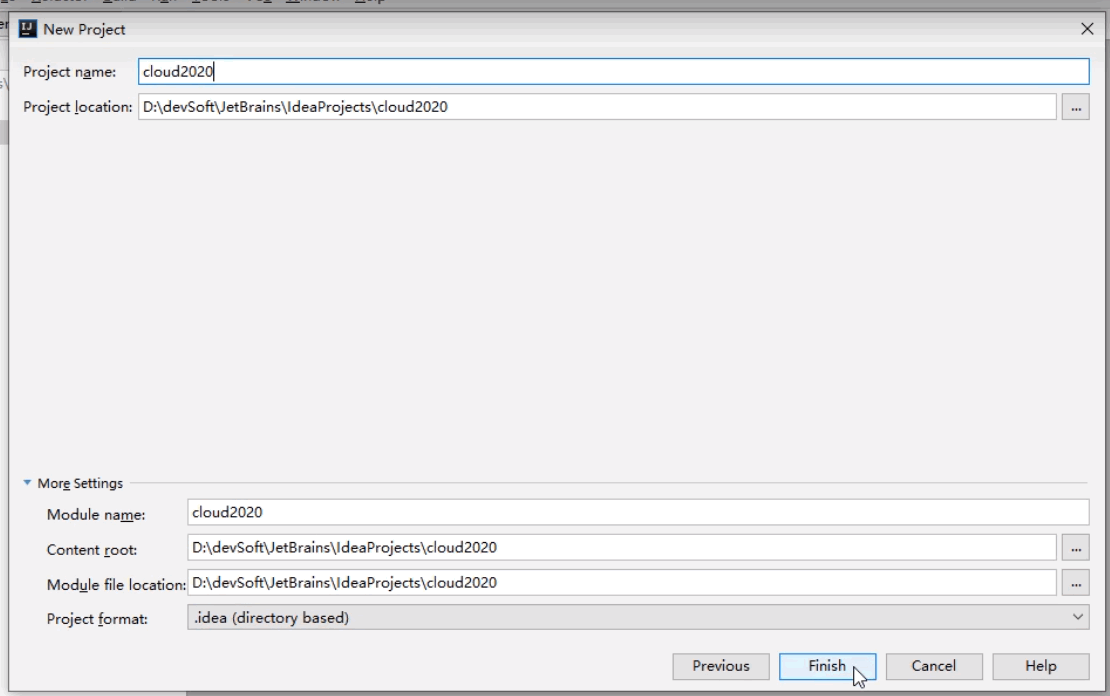 New Project
Project name: cloud2020
Project location: D:\devSoft\JetBrains\IdeaProjects\cloud2020 ...
More Settings
Module name: cloud2020
Content root: D:\devSoft\JetBrains\IdeaProjects\cloud2020 ...
Module file location: D:\devSoft\JetBrains\IdeaProjects\cloud2020 ...
Project format: .idea (directory based)
Previous Finish Cancel Help